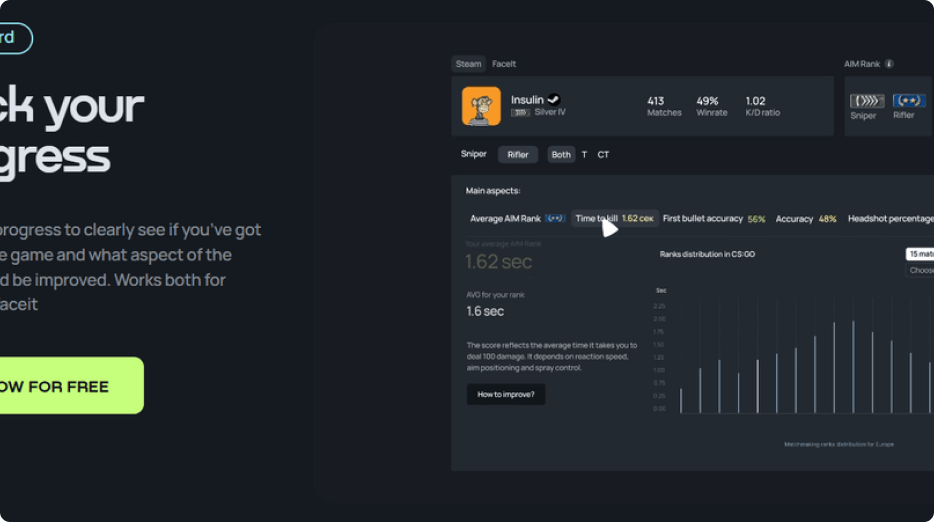 rd
ck your
gress
progress to clearly see if you've got
e game and what aspect of the
d be improved. Works both for
aceit
OW FOR FREE
Steam FaceIt
Insulin
Silver IV
413 49% 1.02
Matches Winrate K/D ratio
AIM Rank
Sniper Rifler
Sniper Rifler Both T CT
Main aspects:
Average AIM Rank Time to kill 1.62 сек First bullet accuracy 56% Accuracy 48% Headshot percentage
Your average AIM Rank
1.62 sec
AVG for your rank
1.6 sec
The score reflects the average time it takes you to
deal 100 damage. It depends on reaction speed,
aim positioning and spray control.
How to improve?
Ranks distribution in CS:GO
15 mat
Choose
Sec
2.25
2.00
1.75
1.50
1.25
1.00
0.75
0.25
0.00
Matchmaking ranks distribution for Europe